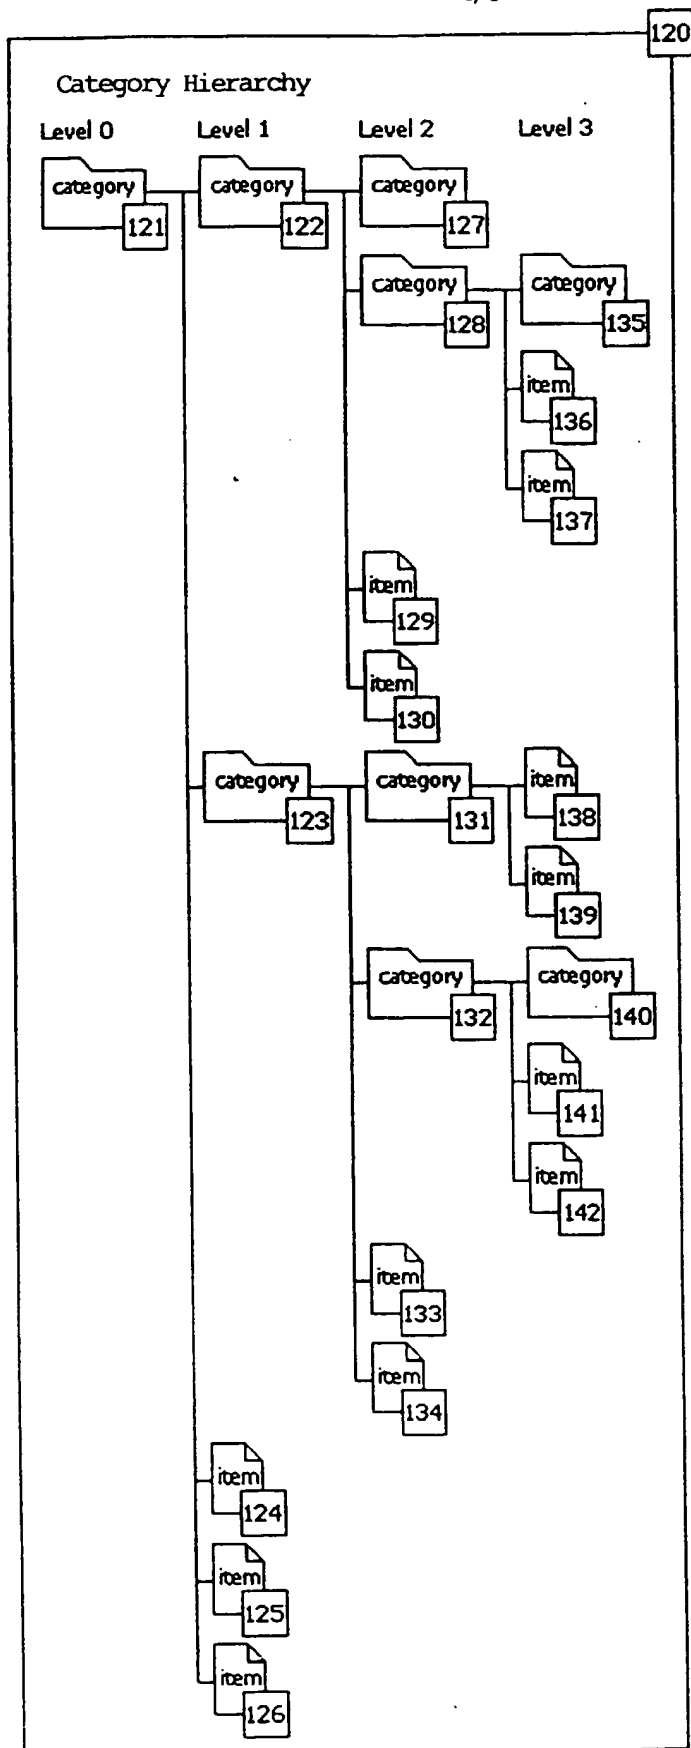 120
Category Hierarchy
Level 0 Level 1 Level 2 Level 3
category category category
121 122 127
category category
128 135
item
136
item
137
item
129
item
130
category category item
123 131 138
item
139
category category
132 140
item
141
item
142
item
133
item
134
item
124
item
125
item
126